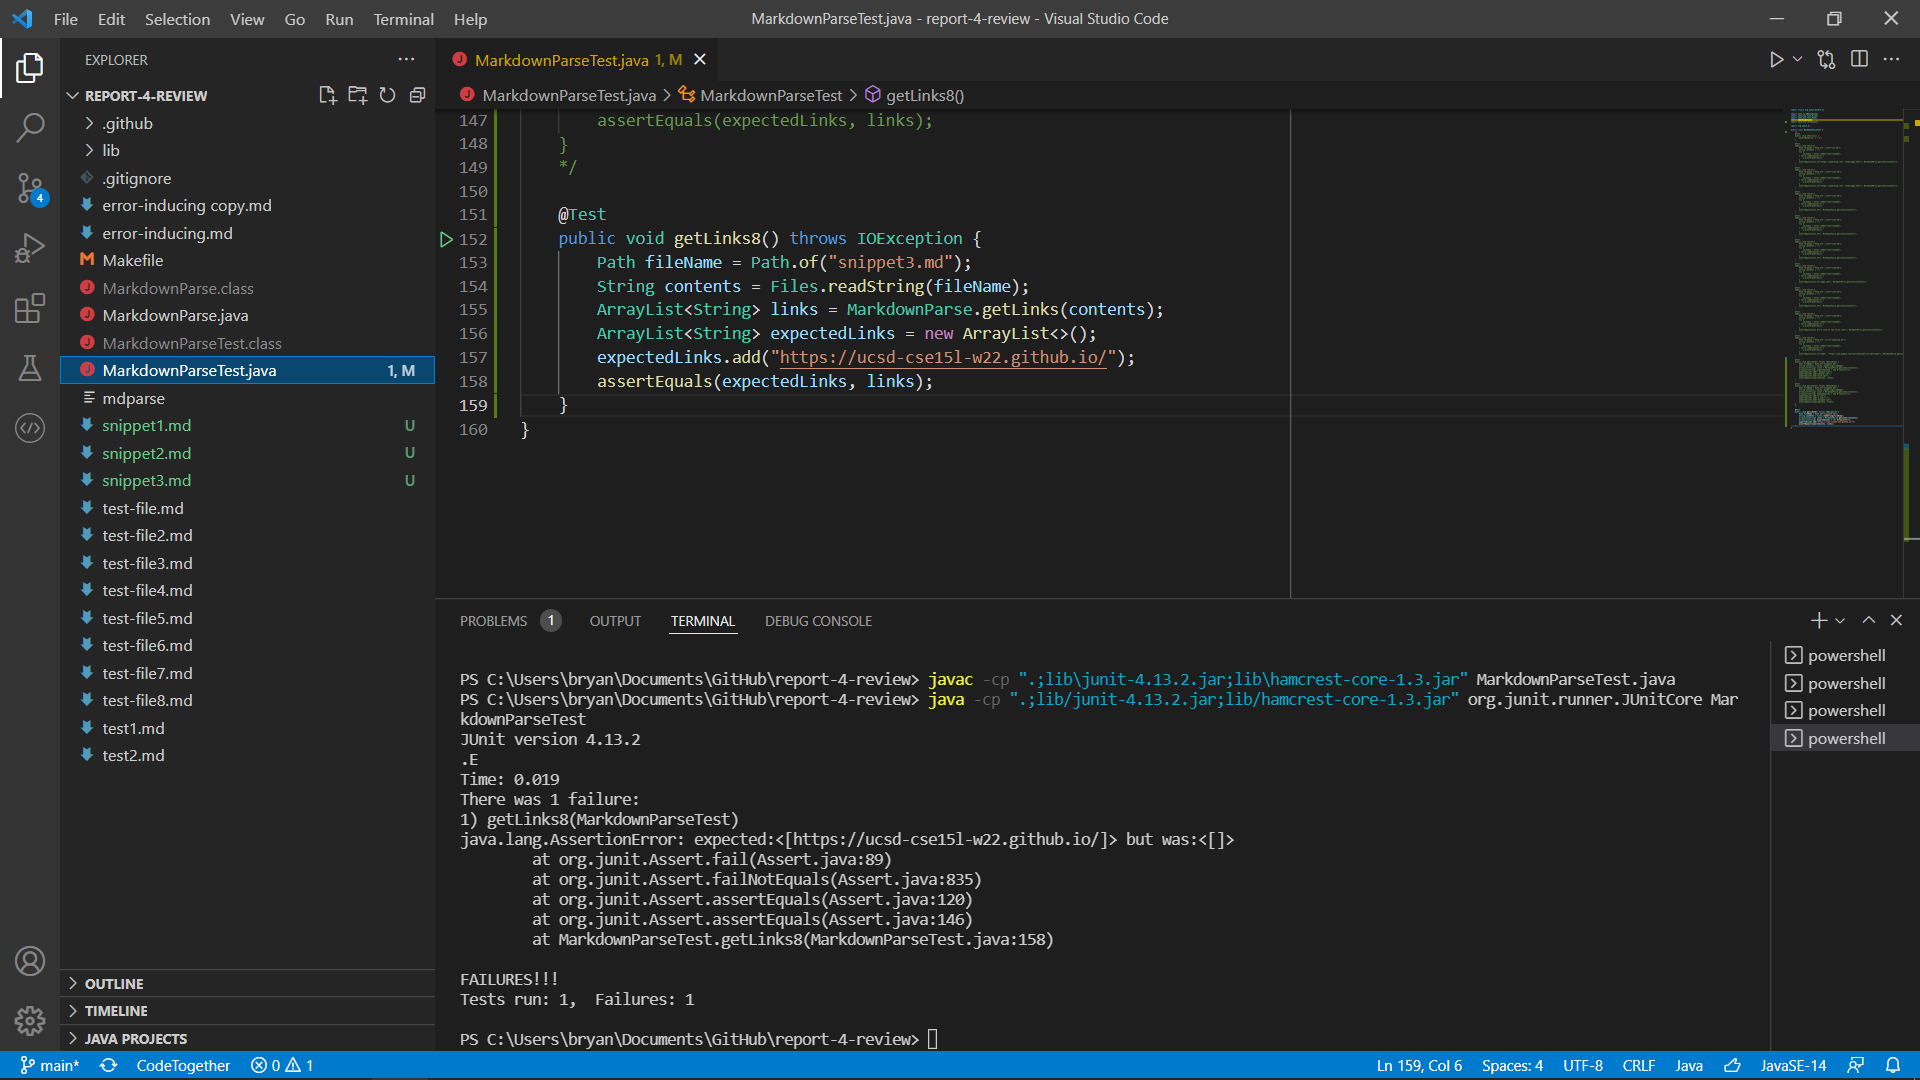 File Edit Selection View Go Run Terminal Help
MarkdownParseTest.java - report-4-review - Visual Studio Code
EXPLORER
REPORT-4-REVIEW
.github
lib
.gitignore
error-inducing copy.md
error-inducing.md
Makefile
MarkdownParse.class
MarkdownParse.java
MarkdownParseTest.class
MarkdownParseTest.java 1, M
mdparse
snippet1.md U
snippet2.md U
snippet3.md U
test-file.md
test-file2.md
test-file3.md
test-file4.md
test-file5.md
test-file6.md
test-file7.md
test-file8.md
test1.md
test2.md
OUTLINE
TIMELINE
JAVA PROJECTS
4
MarkdownParseTest.java 1, M
MarkdownParseTest.java > MarkdownParseTest > getLinks8()
147 assertEquals(expectedLinks, links);
148 }
149 */
150
151 @Test
152 public void getLinks8() throws IOException {
153 Path fileName = Path.of("snippet3.md");
154 String contents = Files.readString(fileName);
155 ArrayList<String> links = MarkdownParse.getLinks(contents);
156 ArrayList<String> expectedLinks = new ArrayList<>();
157 expectedLinks.add("https://ucsd-cse15l-w22.github.io/");
158 assertEquals(expectedLinks, links);
159 }
160 }
PROBLEMS 1 OUTPUT TERMINAL DEBUG CONSOLE
PS C:\Users\bryan\Documents\GitHub\report-4-review> javac -cp ".;lib\junit-4.13.2.jar;lib\hamcrest-core-1.3.jar" MarkdownParseTest.java
PS C:\Users\bryan\Documents\GitHub\report-4-review> java -cp ".;lib/junit-4.13.2.jar;lib/hamcrest-core-1.3.jar" org.junit.runner.JUnitCore Mar
kdownParseTest
JUnit version 4.13.2
.E
Time: 0.019
There was 1 failure:
1) getLinks8(MarkdownParseTest)
java.lang.AssertionError: expected:<[https://ucsd-cse15l-w22.github.io/]> but was:<[]>
at org.junit.Assert.fail(Assert.java:89)
at org.junit.Assert.failNotEquals(Assert.java:835)
at org.junit.Assert.assertEquals(Assert.java:120)
at org.junit.Assert.assertEquals(Assert.java:146)
at MarkdownParseTest.getLinks8(MarkdownParseTest.java:158)
FAILURES!!!
Tests run: 1,  Failures: 1
PS C:\Users\bryan\Documents\GitHub\report-4-review>
powershell
powershell
powershell
powershell
main* CodeTogether 0 1
Ln 159, Col 6 Spaces: 4 UTF-8 CRLF Java JavaSE-14